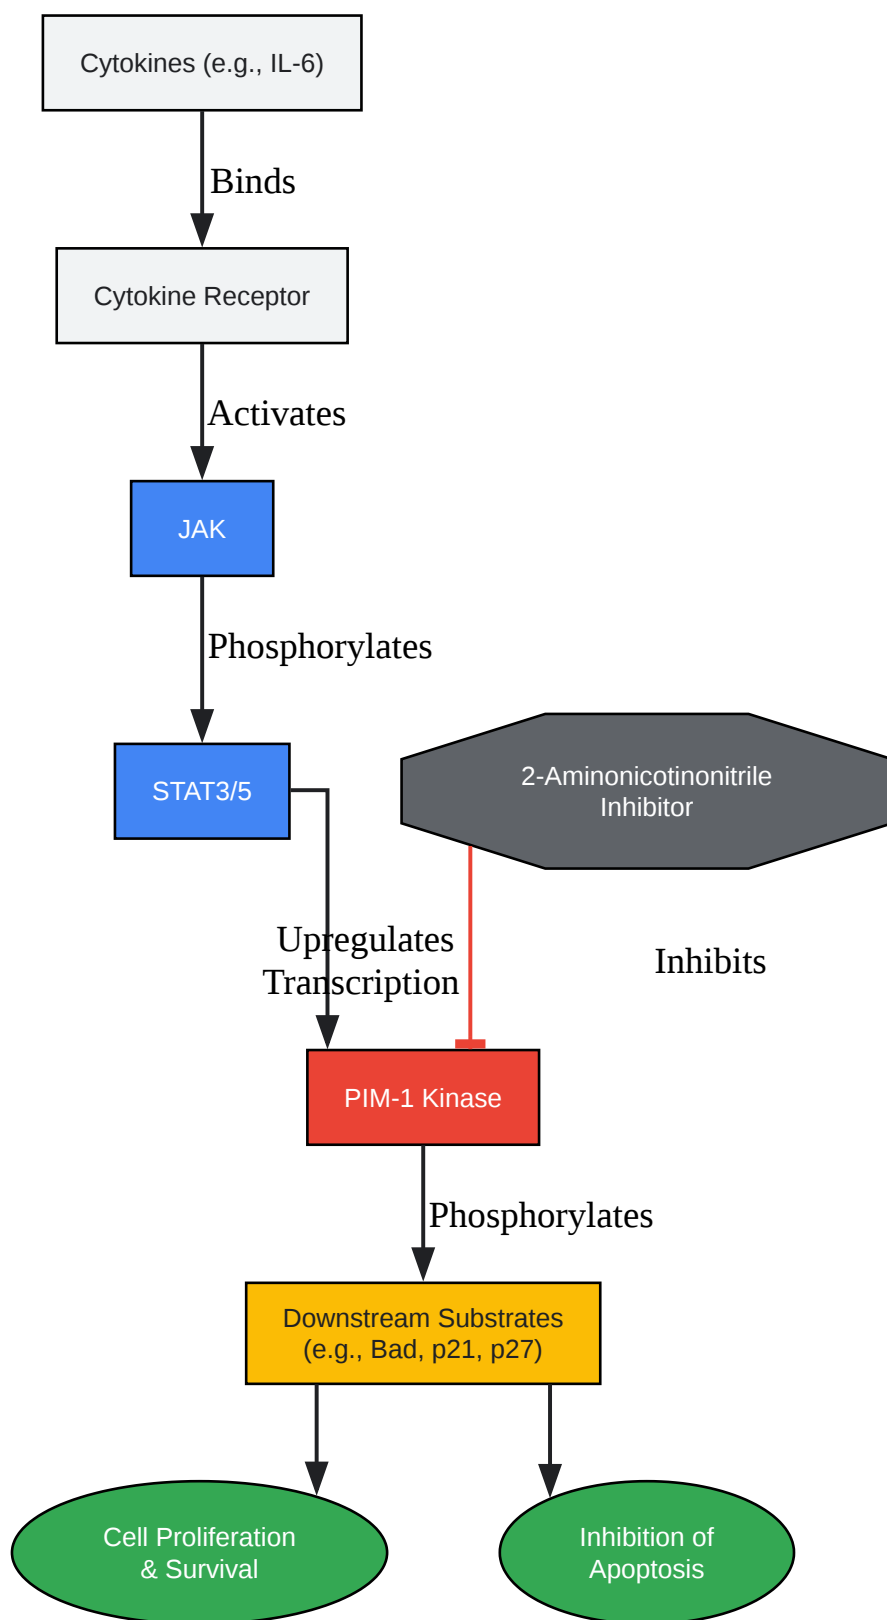 Cytokines (e.g., IL-6)
Binds
Cytokine Receptor
Activates
JAK
Phosphorylates
STAT3/5
2-Aminonicotinonitrile
Inhibitor
Upregulates
Transcription
Inhibits
PIM-1 Kinase
Phosphorylates
Downstream Substrates
(e.g., Bad, p21, p27)
Cell Proliferation
& Survival
Inhibition of
Apoptosis